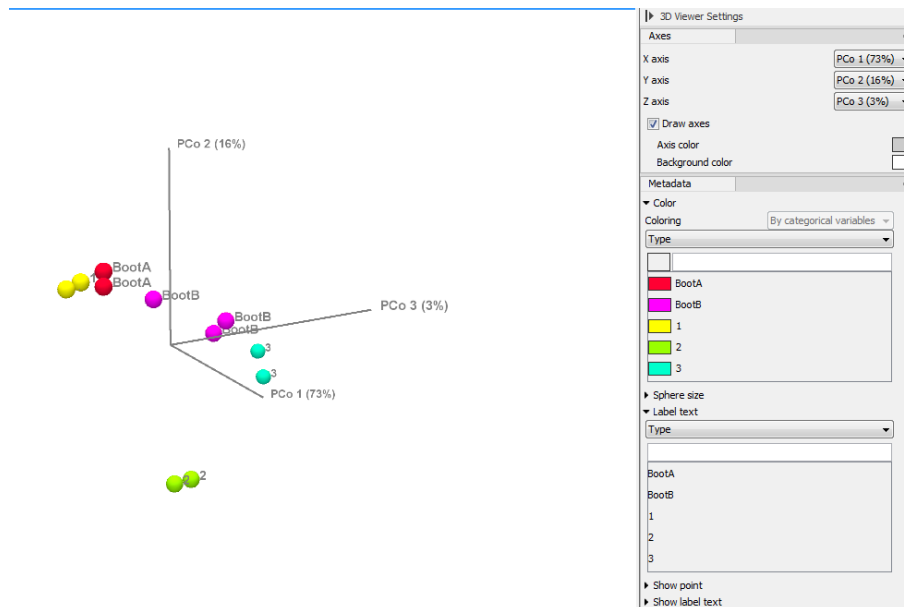 PCo 2 (16%)
BootA
1
BootA
BootB
BootB
BootB
PCo 3 (3%)
3
3
PCo 1 (73%)
2
2
3D Viewer Settings
Axes
X axis PCo 1 (73%)
Y axis PCo 2 (16%)
Z axis PCo 3 (3%)
Draw axes
Axis color
Background color
Metadata
Color
Coloring By categorical variables
Type
BootA
BootB
1
2
3
Sphere size
Label text
Type
BootA
BootB
1
2
3
Show point
Show label text